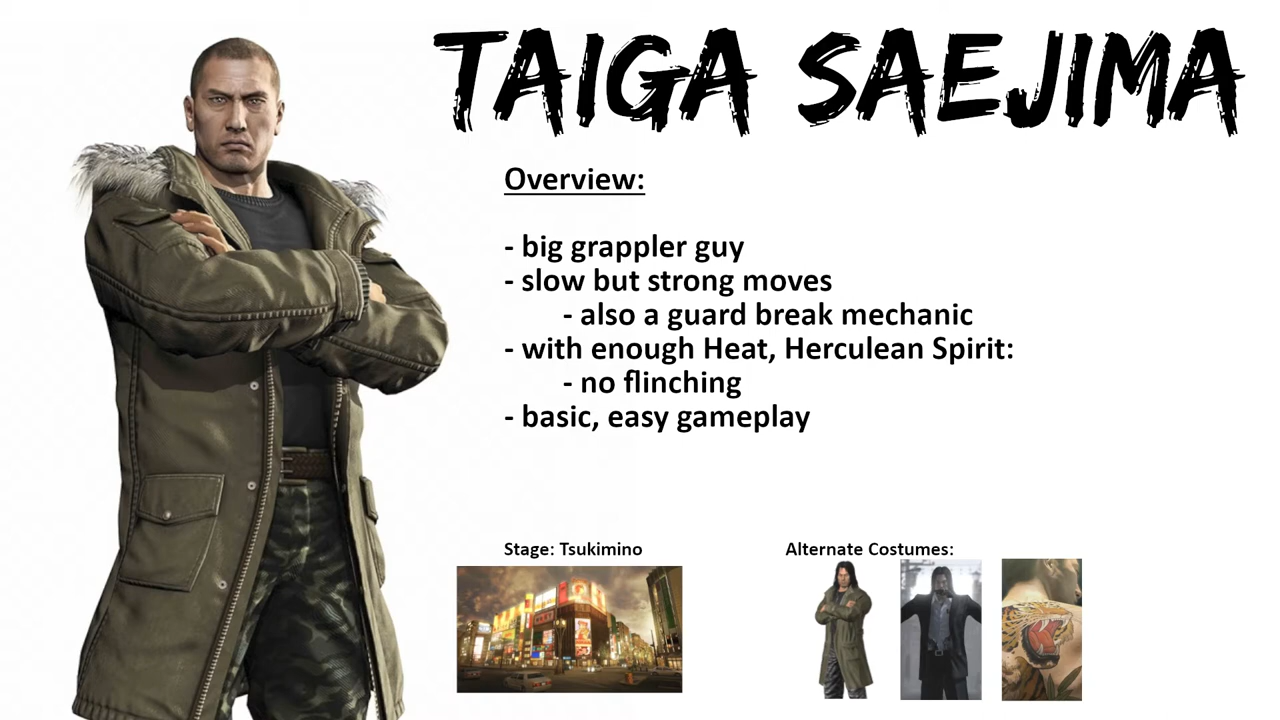 TAIGA SAEJIMA
Overview:
- big grappler guy
- slow but strong moves
- also a guard break mechanic
- with enough Heat, Herculean Spirit:
- no flinching
- basic, easy gameplay
Stage: Tsukimino
Alternate Costumes: